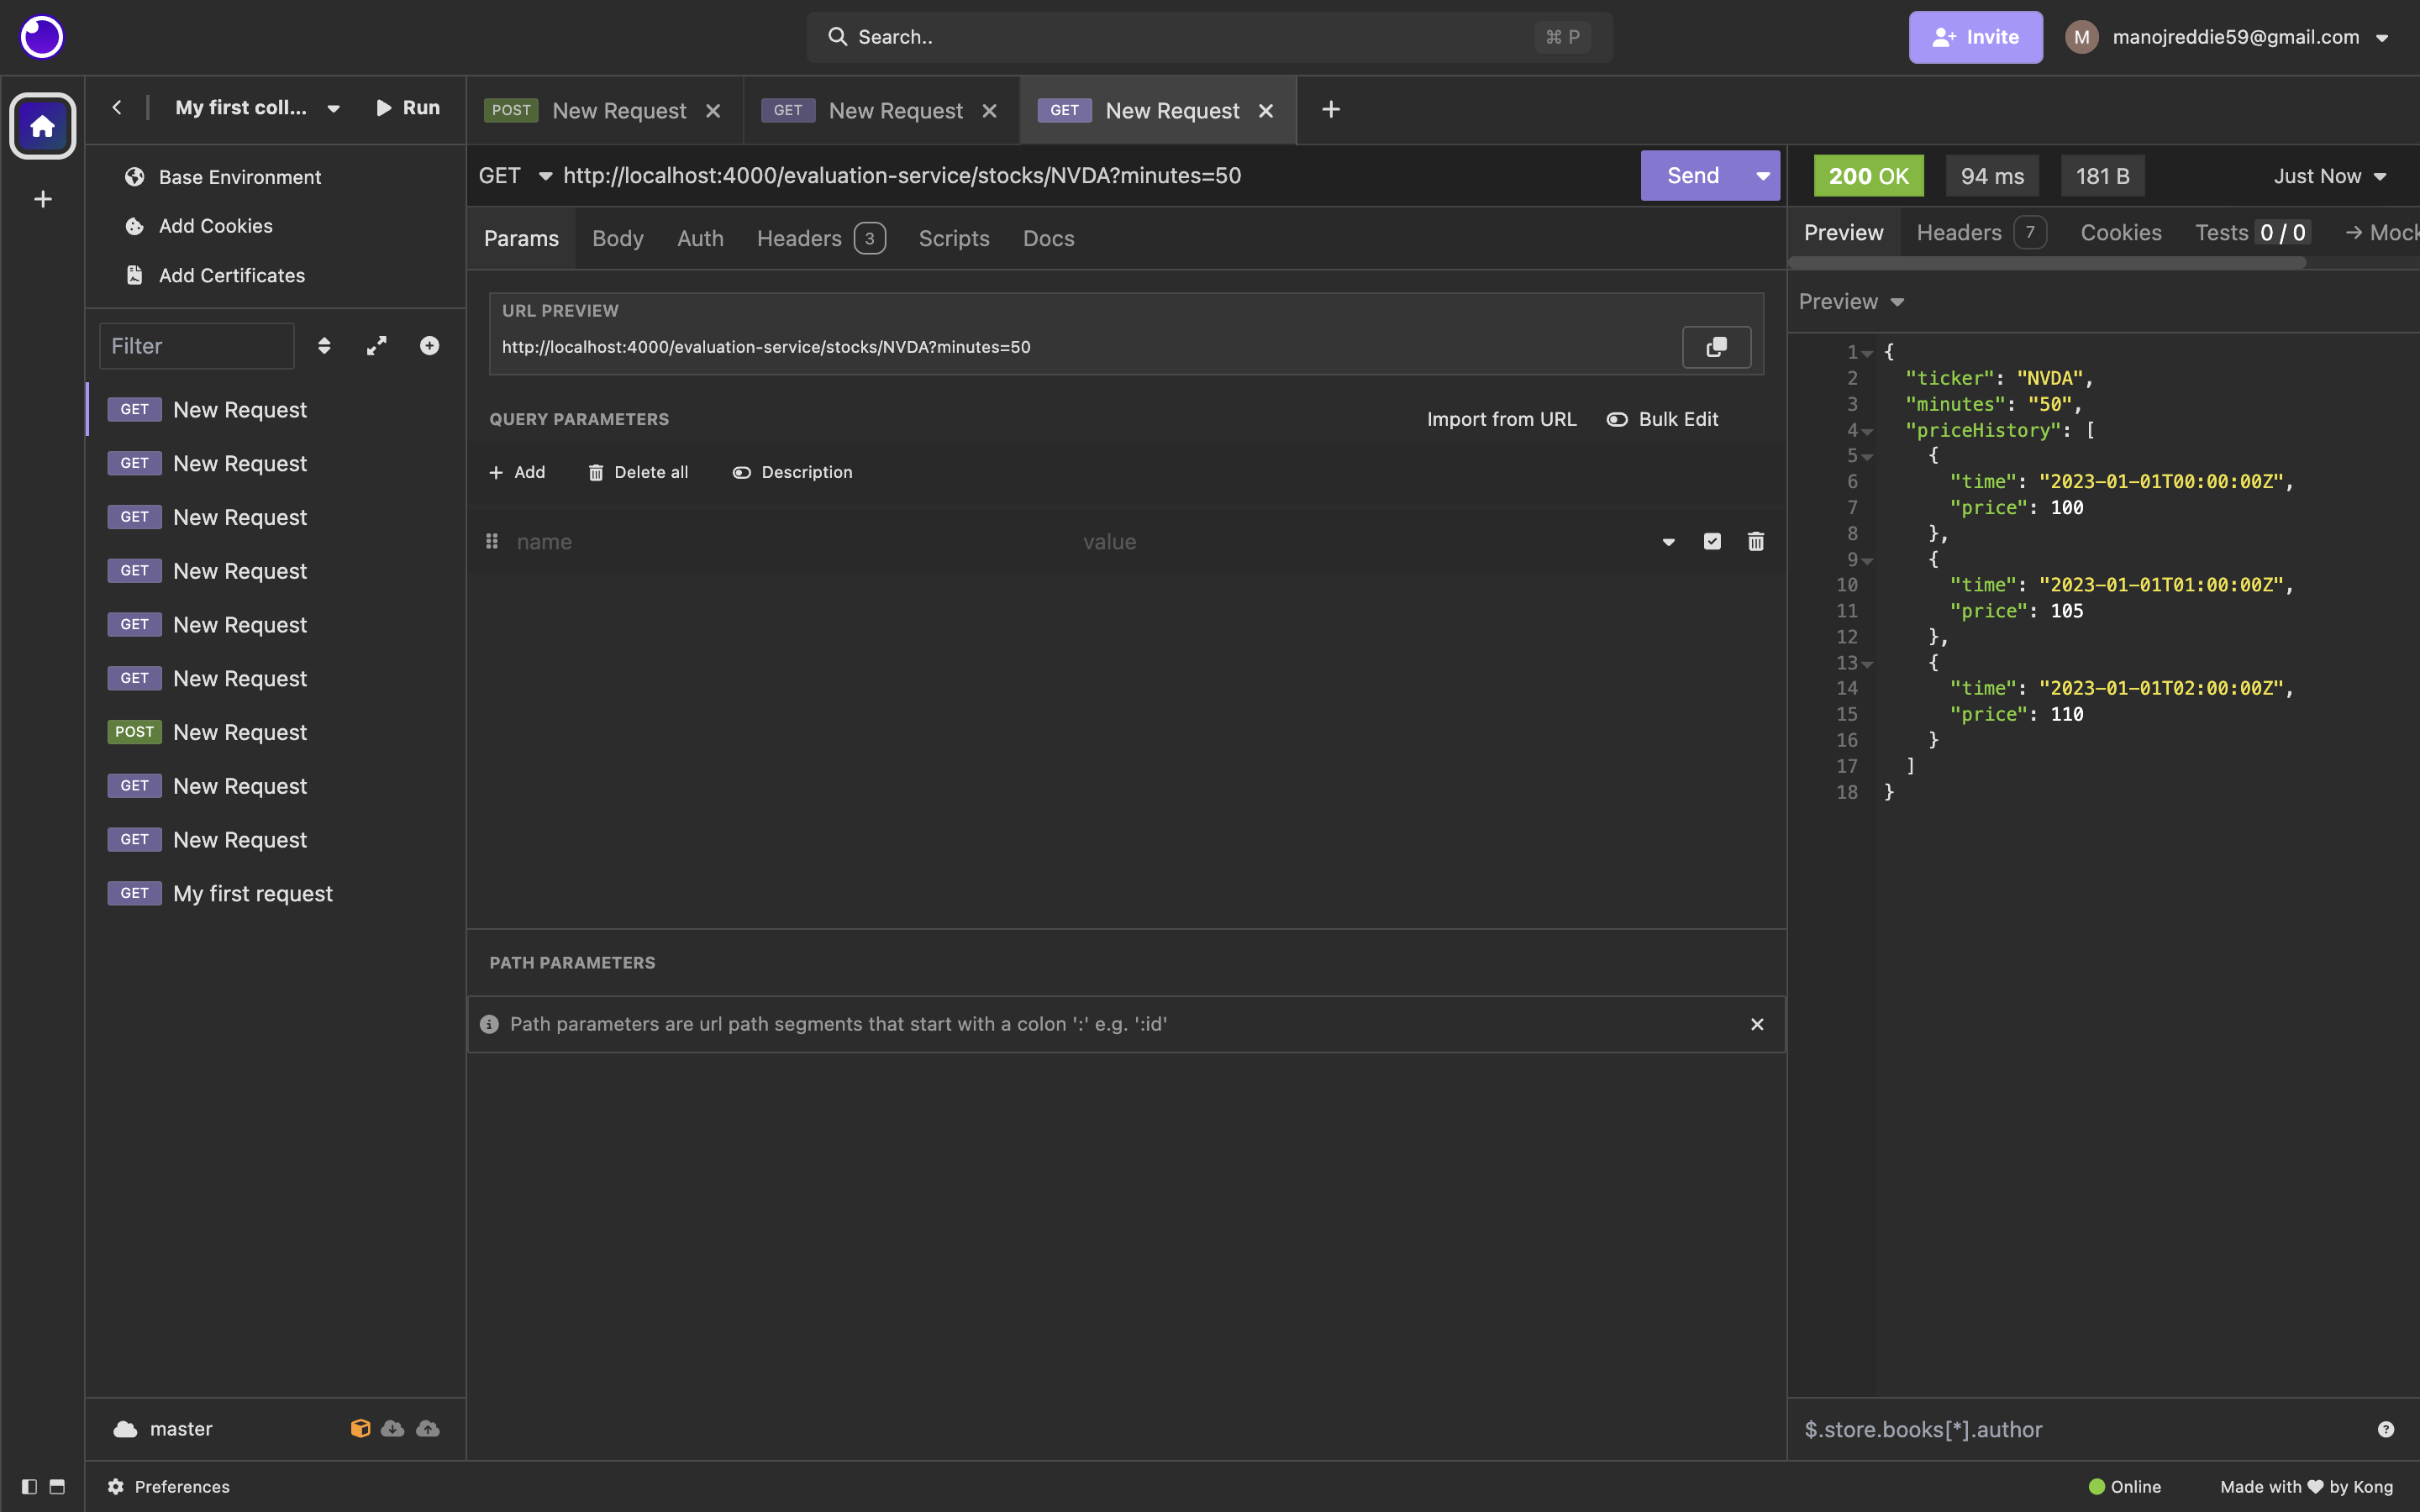 Search..
⌘ P
Invite
M
manojreddie59@gmail.com
My first coll...
Run
POST New Request
GET New Request
GET New Request
Base Environment
Add Cookies
Add Certificates
Filter
GET New Request
GET New Request
GET New Request
GET New Request
GET New Request
GET New Request
POST New Request
GET New Request
GET New Request
GET My first request
master
GET http://localhost:4000/evaluation-service/stocks/NVDA?minutes=50
Send
Params Body Auth Headers 3 Scripts Docs
URL PREVIEW
http://localhost:4000/evaluation-service/stocks/NVDA?minutes=50
QUERY PARAMETERS
Import from URL Bulk Edit
Add Delete all Description
name value
PATH PARAMETERS
Path parameters are url path segments that start with a colon ':' e.g. ':id'
200 OK 94 ms 181 B Just Now
Preview Headers 7 Cookies Tests 0 / 0 → Mock
Preview
1 {
2 "ticker": "NVDA",
3 "minutes": "50",
4 "priceHistory": [
5 {
6 "time": "2023-01-01T00:00:00Z",
7 "price": 100
8 },
9 {
10 "time": "2023-01-01T01:00:00Z",
11 "price": 105
12 },
13 {
14 "time": "2023-01-01T02:00:00Z",
15 "price": 110
16 }
17 ]
18 }
$.store.books[*].author
Preferences
Online
Made with ♥ by Kong